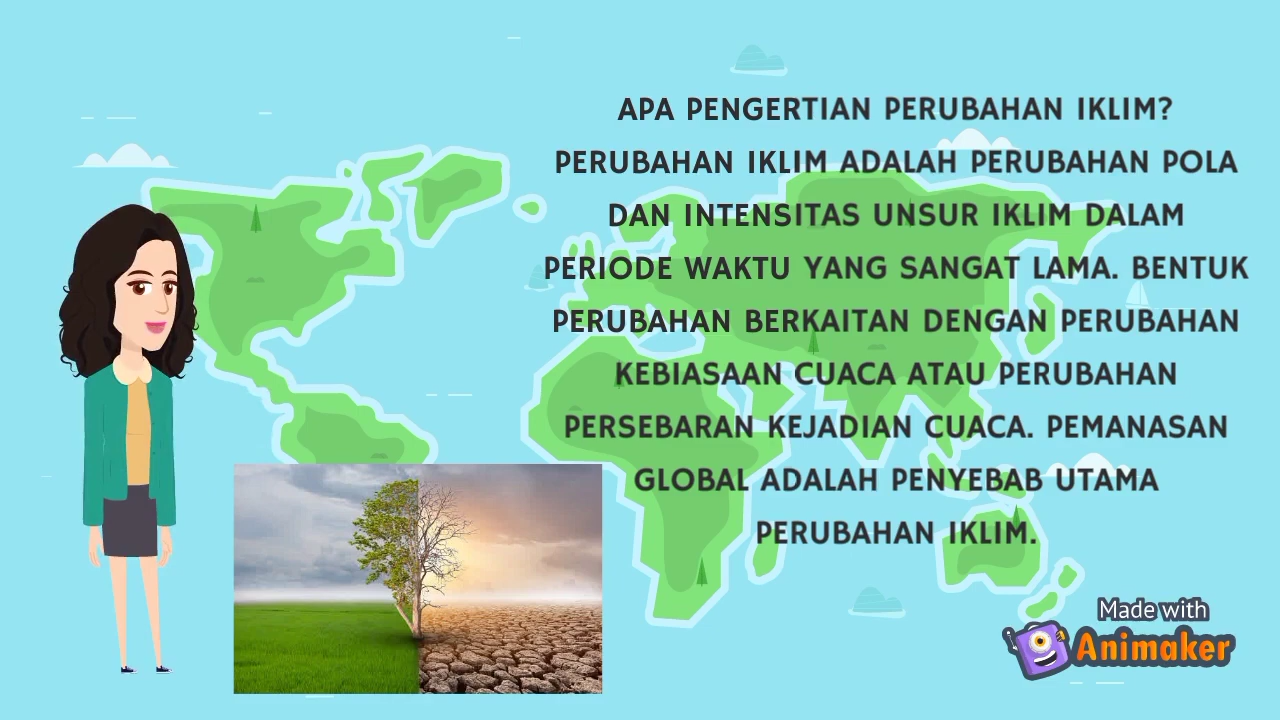 APA PENGERTIAN PERUBAHAN IKLIM?
PERUBAHAN IKLIM ADALAH PERUBAHAN POLA
DAN INTENSITAS UNSUR IKLIM DALAM
PERIODE WAKTU YANG SANGAT LAMA. BENTUK
PERUBAHAN BERKAITAN DENGAN PERUBAHAN
KEBIASAAN CUACA ATAU PERUBAHAN
PERSEBARAN KEJADIAN CUACA. PEMANASAN
GLOBAL ADALAH PENYEBAB UTAMA
PERUBAHAN IKLIM.
Made with
Animaker